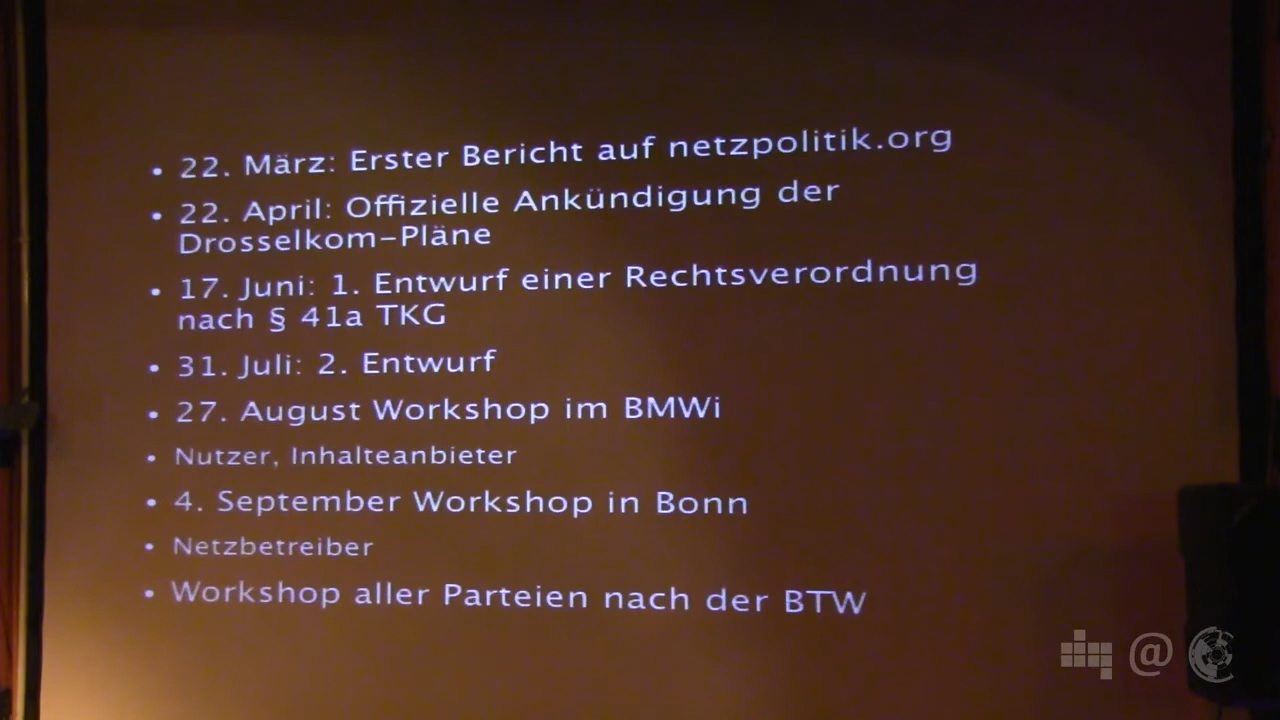 • 22. März: Erster Bericht auf netzpolitik.org
• 22. April: Offizielle Ankündigung der
Drosselkom-Pläne
• 17. Juni: 1. Entwurf einer Rechtsverordnung
nach § 41a TKG
• 31. Juli: 2. Entwurf
• 27. August Workshop im BMWi
• Nutzer, Inhalteanbieter
• 4. September Workshop in Bonn
• Netzbetreiber
• Workshop aller Parteien nach der BTW
@